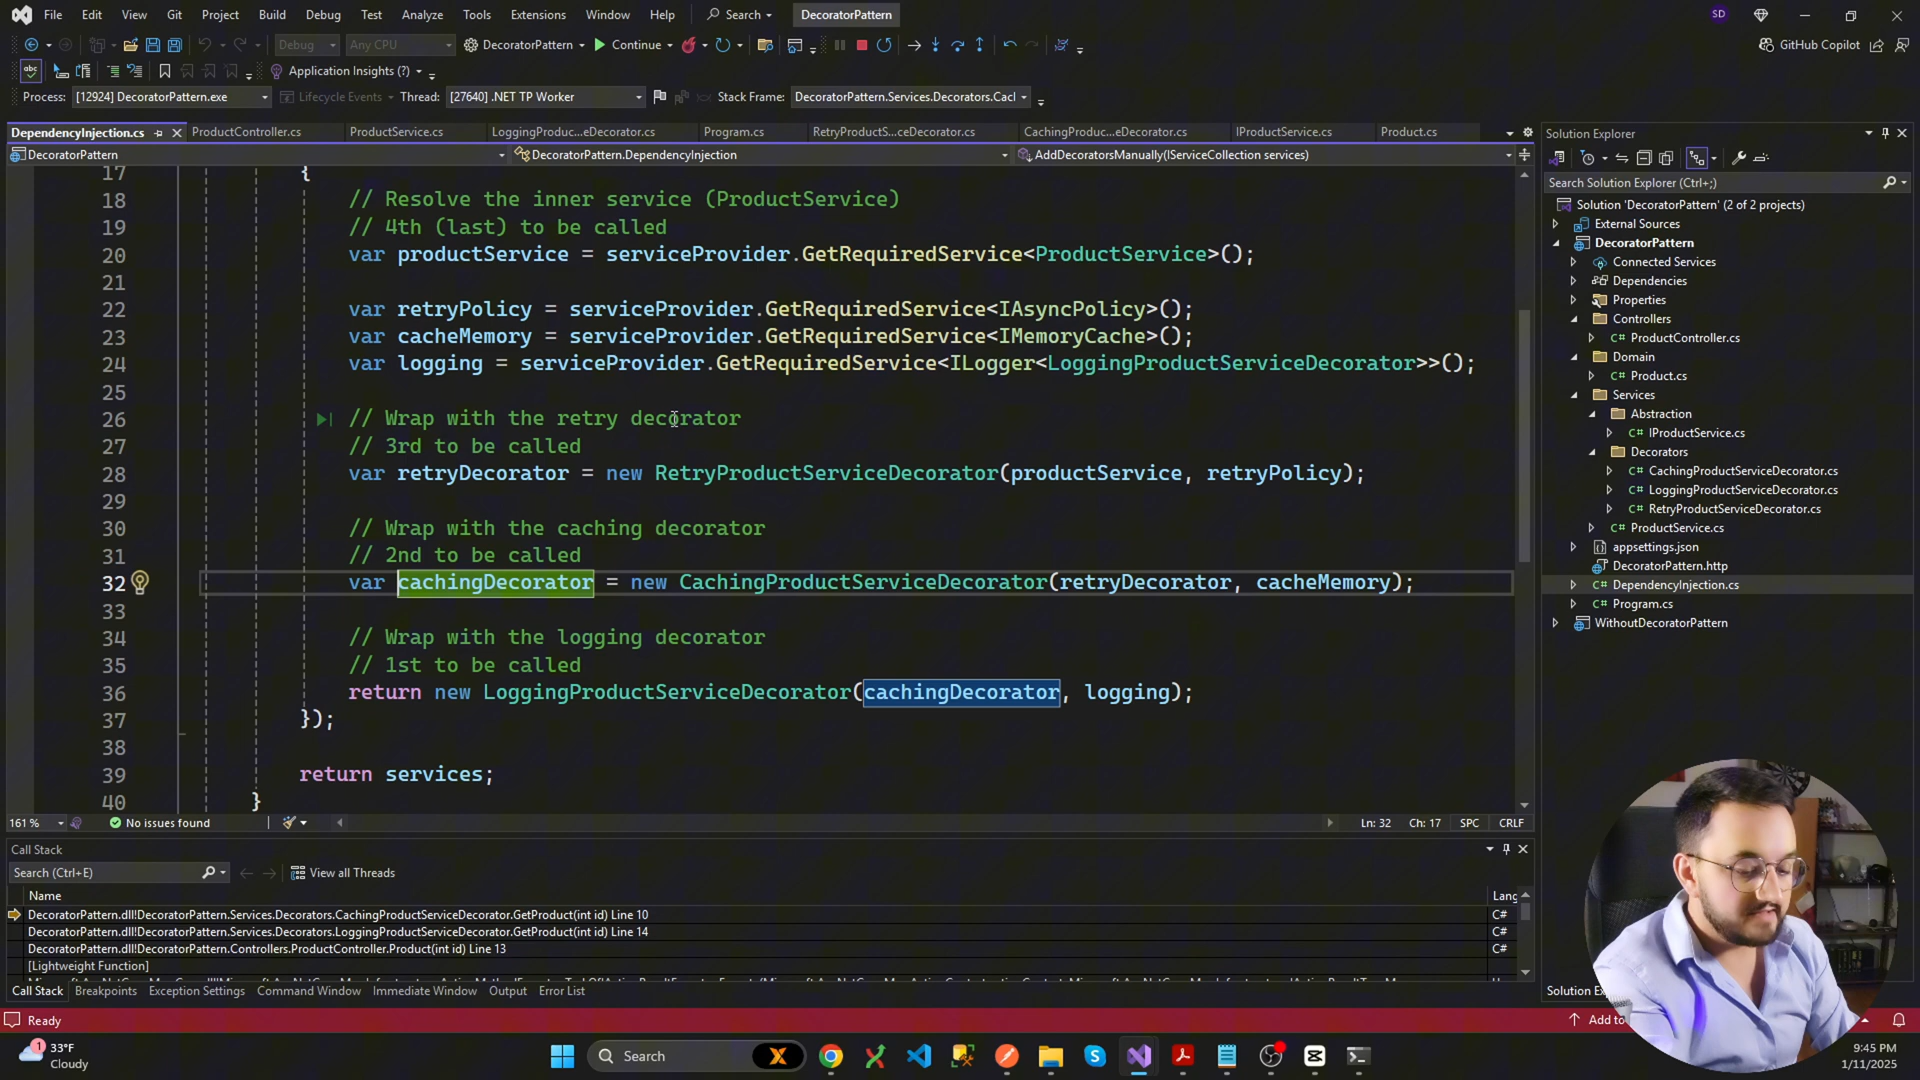 File Edit View Git Project Build Debug Test Analyze Tools Extensions Window Help Search DecoratorPattern SD
Debug Any CPU DecoratorPattern Continue GitHub Copilot
abc Application Insights (?)
Process: [12924] DecoratorPattern.exe Lifecycle Events Thread: [27640] .NET TP Worker Stack Frame: DecoratorPattern.Services.Decorators.Cacl
DependencyInjection.cs ProductController.cs ProductService.cs LoggingProduc...eDecorator.cs Program.cs RetryProductS...ceDecorator.cs CachingProduc...eDecorator.cs IProductService.cs Product.cs
DecoratorPattern DecoratorPattern.DependencyInjection AddDecoratorsManually(IServiceCollection services)
17 {
18 // Resolve the inner service (ProductService)
19 // 4th (last) to be called
20 var productService = serviceProvider.GetRequiredService<ProductService>();
21
22 var retryPolicy = serviceProvider.GetRequiredService<IAsyncPolicy>();
23 var cacheMemory = serviceProvider.GetRequiredService<IMemoryCache>();
24 var logging = serviceProvider.GetRequiredService<ILogger<LoggingProductServiceDecorator>>();
25
26 // Wrap with the retry decorator
27 // 3rd to be called
28 var retryDecorator = new RetryProductServiceDecorator(productService, retryPolicy);
29
30 // Wrap with the caching decorator
31 // 2nd to be called
32 var cachingDecorator = new CachingProductServiceDecorator(retryDecorator, cacheMemory);
33
34 // Wrap with the logging decorator
35 // 1st to be called
36 return new LoggingProductServiceDecorator(cachingDecorator, logging);
37 });
38
39 return services;
40 }
161 % No issues found Ln: 32 Ch: 17 SPC CRLF
Solution Explorer
Search Solution Explorer (Ctrl+;)
Solution 'DecoratorPattern' (2 of 2 projects)
External Sources
DecoratorPattern
Connected Services
Dependencies
Properties
Controllers
C# ProductController.cs
Domain
C# Product.cs
Services
Abstraction
C# IProductService.cs
Decorators
C# CachingProductServiceDecorator.cs
C# LoggingProductServiceDecorator.cs
C# RetryProductServiceDecorator.cs
C# ProductService.cs
appsettings.json
DecoratorPattern.http
C# DependencyInjection.cs
C# Program.cs
WithoutDecoratorPattern
Call Stack
Search (Ctrl+E) View all Threads
Name Lang
DecoratorPattern.dll!DecoratorPattern.Services.Decorators.CachingProductServiceDecorator.GetProduct(int id) Line 10 C#
DecoratorPattern.dll!DecoratorPattern.Services.Decorators.LoggingProductServiceDecorator.GetProduct(int id) Line 14 C#
DecoratorPattern.dll!DecoratorPattern.Controllers.ProductController.Product(int id) Line 13 C#
[Lightweight Function]
Call Stack Breakpoints Exception Settings Command Window Immediate Window Output Error List
Solution Ex
Ready Add to
1 33°F
Cloudy
Search
9:45 PM
1/11/2025